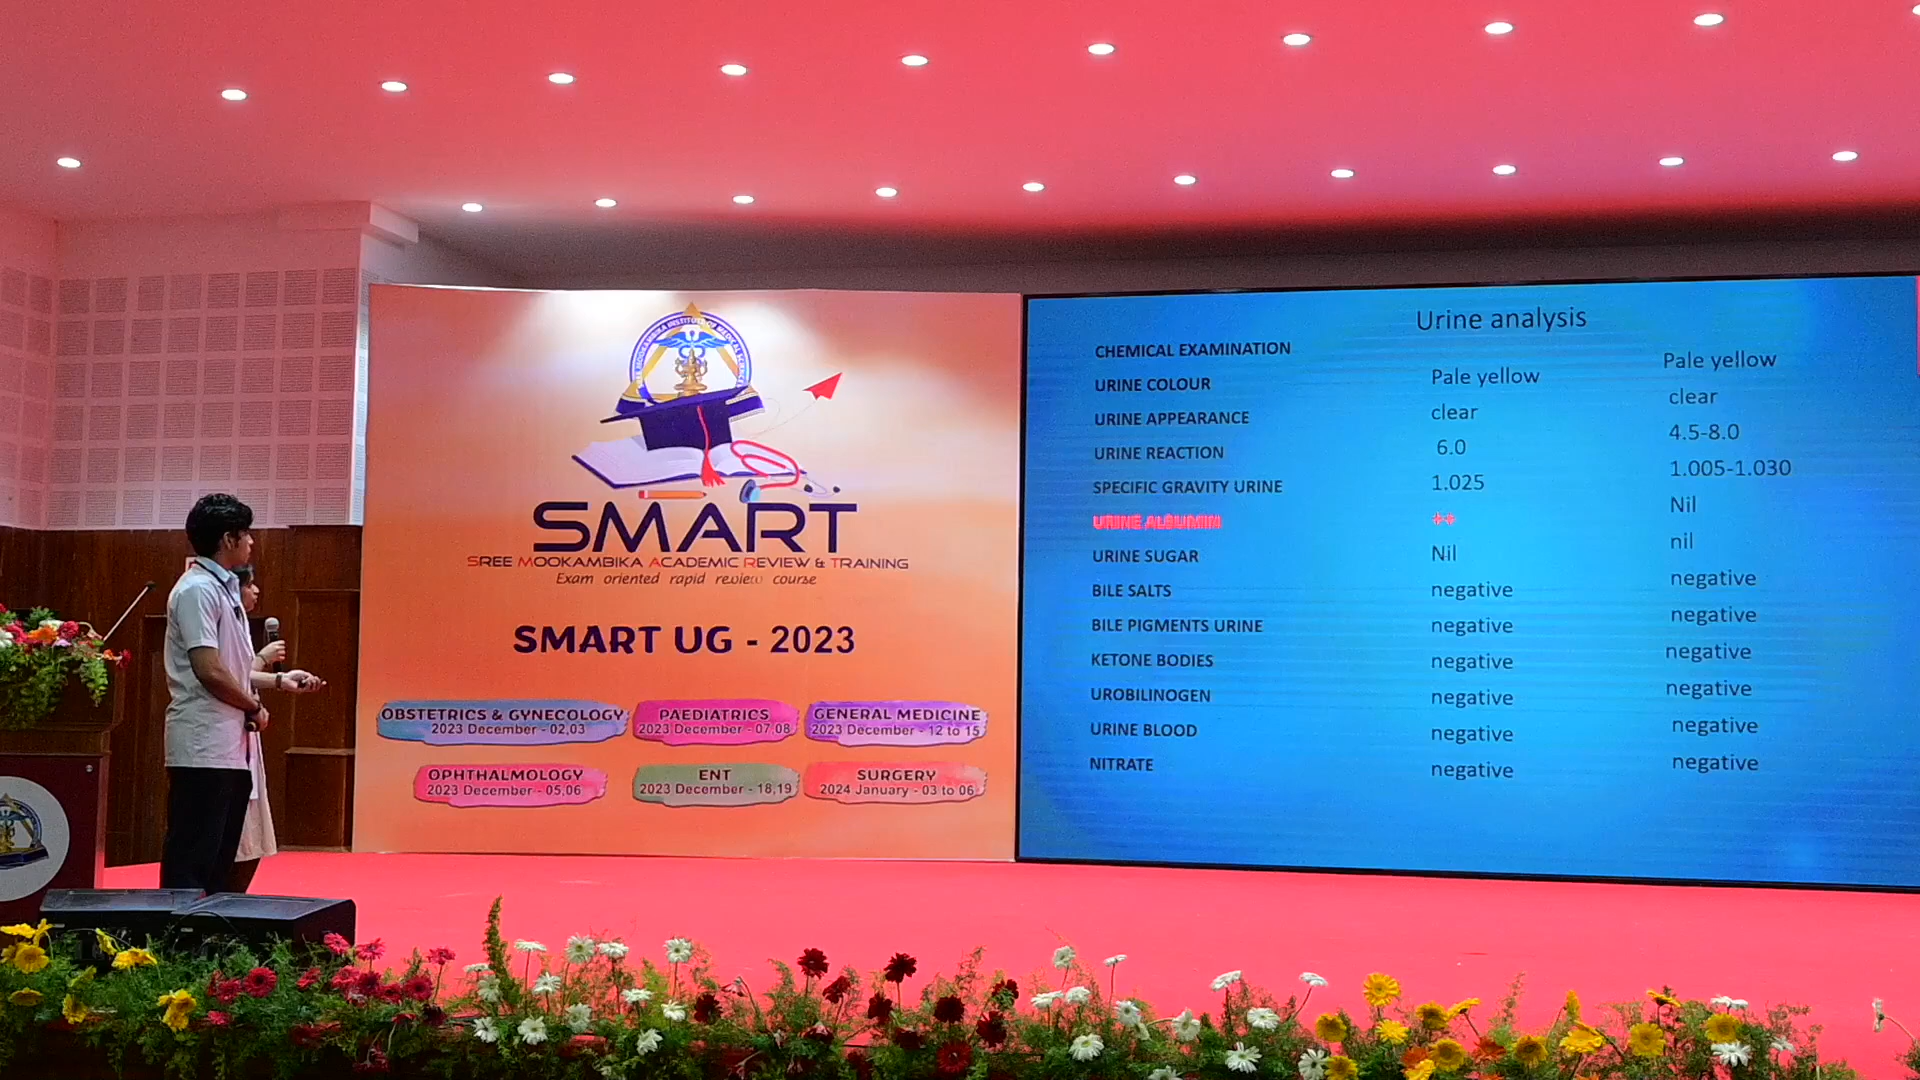 SMART
SREE MOOKAMBIKA ACADEMIC REVIEW & TRAINING
Exam oriented rapid review course
SMART UG - 2023
OBSTETRICS & GYNECOLOGY
2023 December - 02,03
PAEDIATRICS
2023 December - 07,08
GENERAL MEDICINE
2023 December - 12 to 15
OPHTHALMOLOGY
2023 December - 05,06
ENT
2023 December - 18,19
SURGERY
2024 January - 03 to 06
Urine analysis
CHEMICAL EXAMINATION
URINE COLOUR Pale yellow Pale yellow
URINE APPEARANCE clear clear
URINE REACTION 6.0 4.5-8.0
SPECIFIC GRAVITY URINE 1.025 1.005-1.030
URINE ALBUMIN ++ Nil
URINE SUGAR Nil nil
BILE SALTS negative negative
BILE PIGMENTS URINE negative negative
KETONE BODIES negative negative
UROBILINOGEN negative negative
URINE BLOOD negative negative
NITRATE negative negative